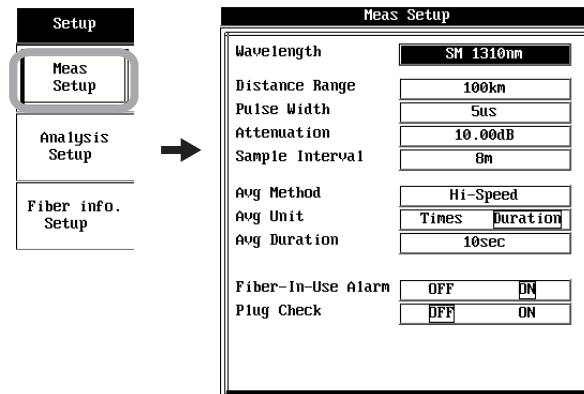 Setup
Meas
Setup
Analysis
Setup
Fiber info.
Setup
Meas Setup
Wavelength SM 1310nm
Distance Range 100km
Pulse Width 5us
Attenuation 10.00dB
Sample Interval 8m
Avg Method Hi-Speed
Avg Unit Times Duration
Avg Duration 10sec
Fiber-In-Use Alarm OFF ON
Plug Check OFF ON